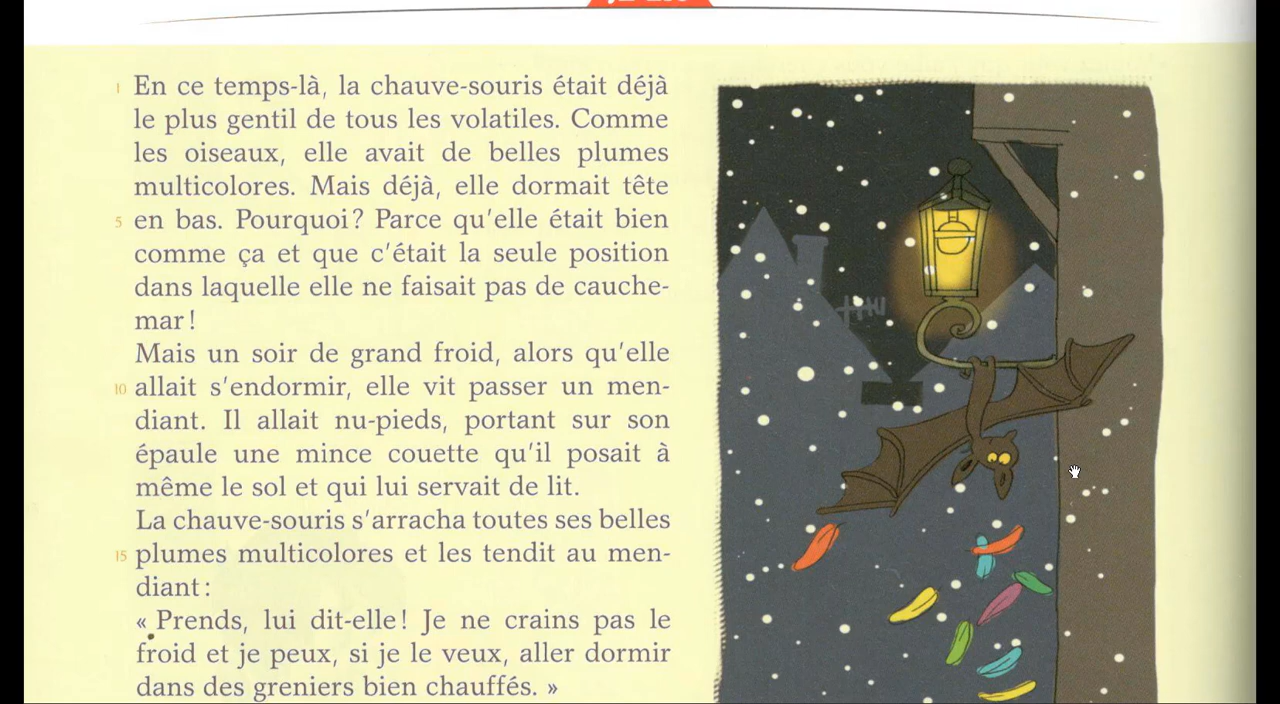 1 En ce temps-là, la chauve-souris était déjà
le plus gentil de tous les volatiles. Comme
les oiseaux, elle avait de belles plumes
multicolores. Mais déjà, elle dormait tête
5 en bas. Pourquoi ? Parce qu'elle était bien
comme ça et que c'était la seule position
dans laquelle elle ne faisait pas de cauche-
mar !
Mais un soir de grand froid, alors qu'elle
10 allait s'endormir, elle vit passer un men-
diant. Il allait nu-pieds, portant sur son
épaule une mince couette qu'il posait à
même le sol et qui lui servait de lit.
La chauve-souris s'arracha toutes ses belles
15 plumes multicolores et les tendit au men-
diant :
« Prends, lui dit-elle ! Je ne crains pas le
froid et je peux, si je le veux, aller dormir
dans des greniers bien chauffés. »